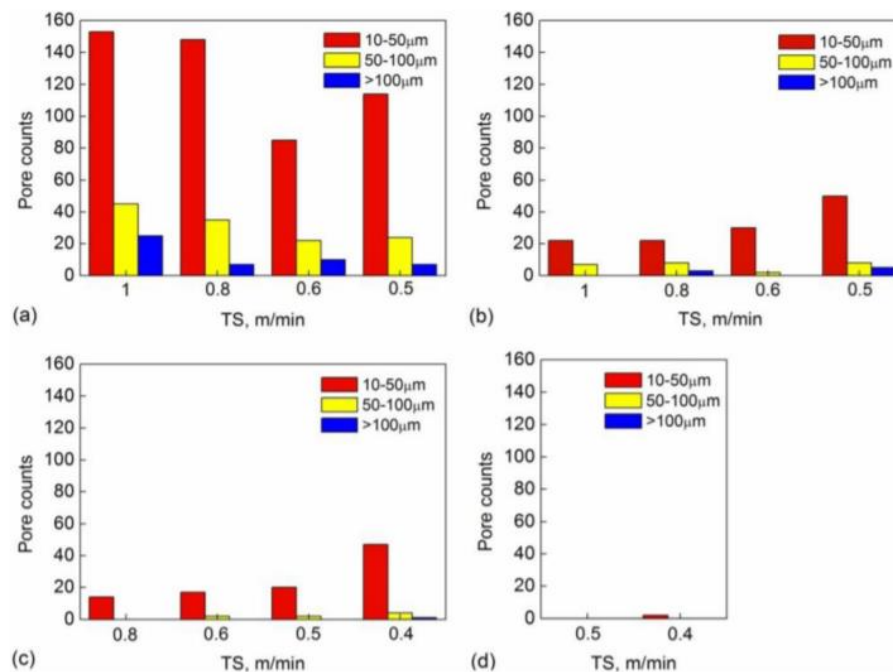 160
140
120
100
80
60
40
20
0
Pore counts
10-50μm
50-100μm
>100μm
1 0.8 0.6 0.5
(a) TS, m/min
160
140
120
100
80
60
40
20
0
Pore counts
10-50μm
50-100μm
>100μm
1 0.8 0.6 0.5
(b) TS, m/min
160
140
120
100
80
60
40
20
0
Pore counts
10-50μm
50-100μm
>100μm
0.8 0.6 0.5 0.4
(c) TS, m/min
160
140
120
100
80
60
40
20
0
Pore counts
10-50μm
50-100μm
>100μm
0.5 0.4
(d) TS, m/min